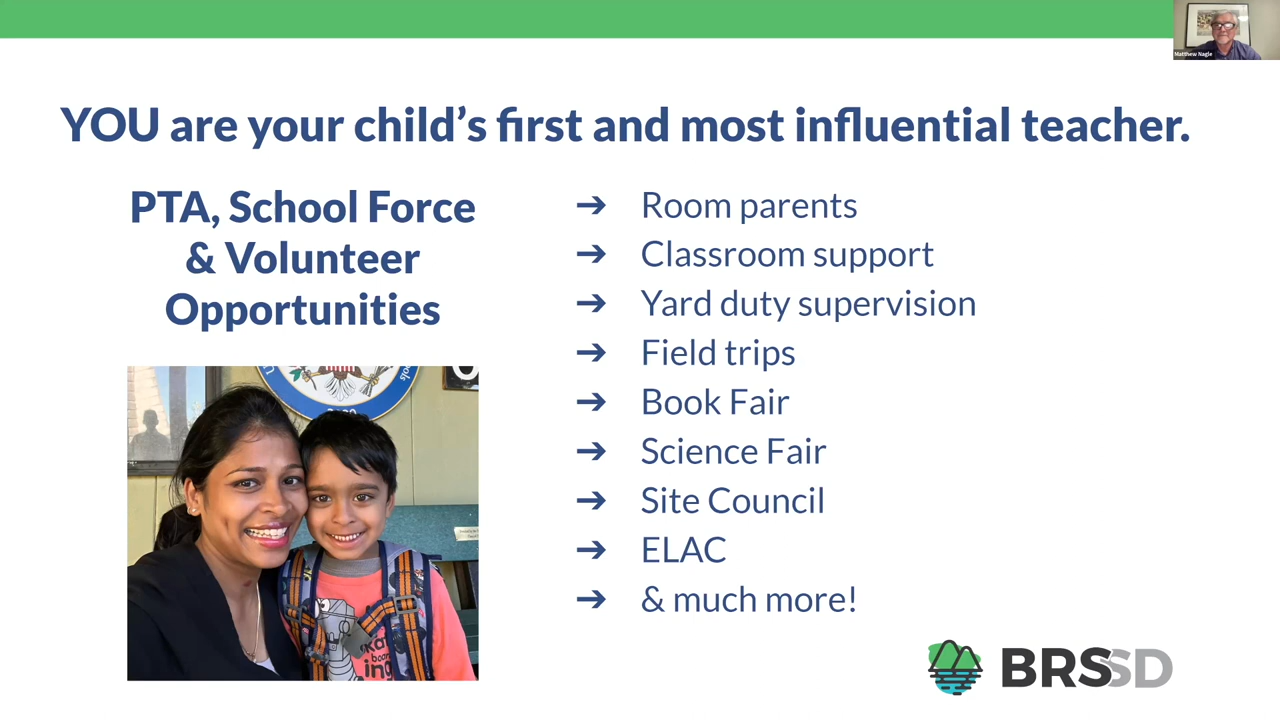 Matthew Nagle
YOU are your child's first and most influential teacher.
PTA, School Force
& Volunteer
Opportunities
➔ Room parents
➔ Classroom support
➔ Yard duty supervision
➔ Field trips
➔ Book Fair
➔ Science Fair
➔ Site Council
➔ ELAC
➔ & much more!
BRSSD